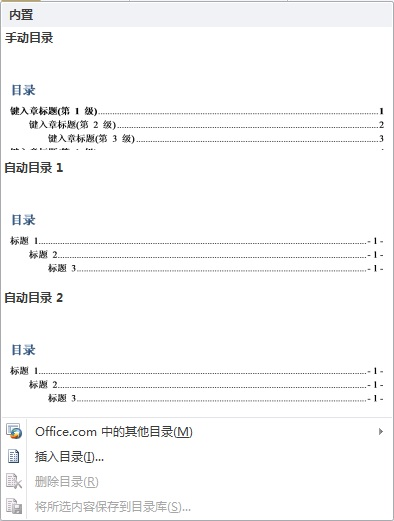 内置
手动目录
目录
键入章标题(第 1 级)...1
键入章标题(第 2 级)...2
键入章标题(第 3 级)...3
自动目录 1
目录
标题 1...- 1 -
标题 2...- 1 -
标题 3...- 1 -
自动目录 2
目录
标题 1...- 1 -
标题 2...- 1 -
标题 3...- 1 -
Office.com 中的其他目录(M)
插入目录(I)...
删除目录(R)
将所选内容保存到目录库(S)...